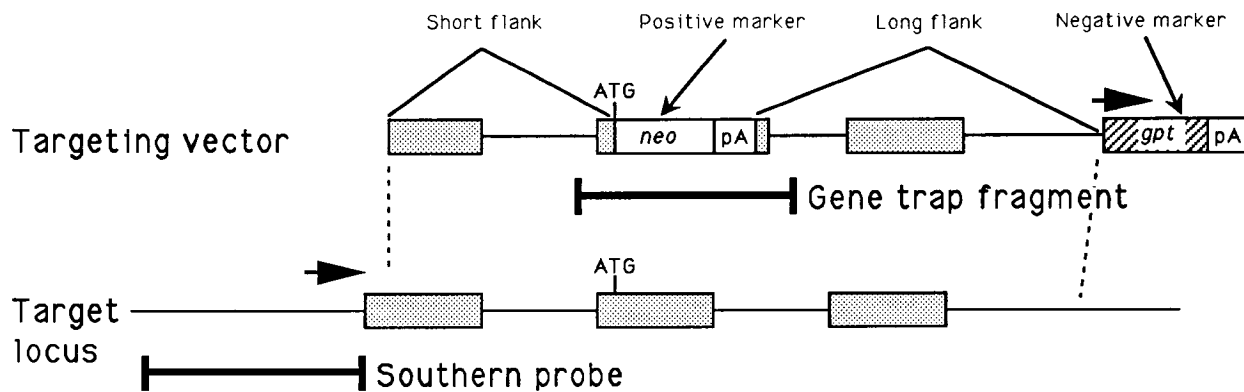 Short flank
Positive marker
Long flank
Negative marker
ATG
Targeting vector
neo
pA
gpt
pA
Gene trap fragment
ATG
Target
locus
Southern probe